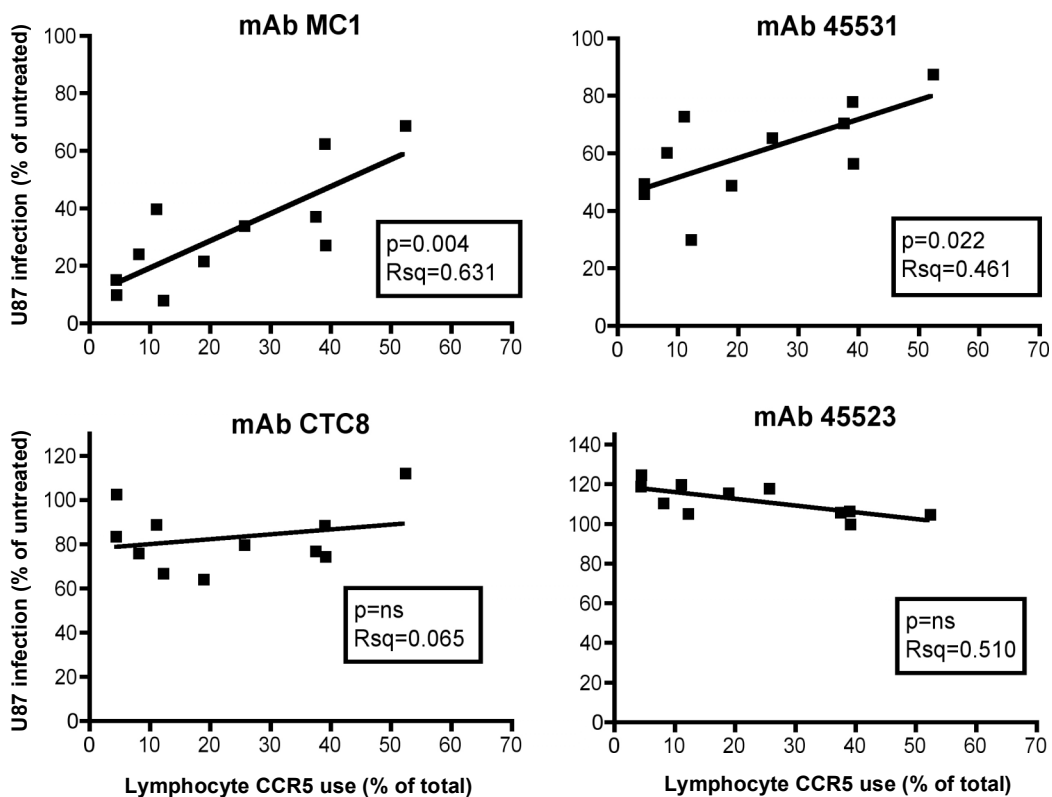 mAb MC1
U87 infection (% of untreated)
100
80
60
40
20
0
0 10 20 30 40 50 60 70
p=0.004
Rsq=0.631
mAb 45531
100
80
60
40
20
0
0 10 20 30 40 50 60 70
p=0.022
Rsq=0.461
mAb CTC8
U87 infection (% of untreated)
120
100
80
60
40
20
0
0 10 20 30 40 50 60 70
p=ns
Rsq=0.065
Lymphocyte CCR5 use (% of total)
mAb 45523
140
120
100
80
60
40
20
0
0 10 20 30 40 50 60 70
p=ns
Rsq=0.510
Lymphocyte CCR5 use (% of total)